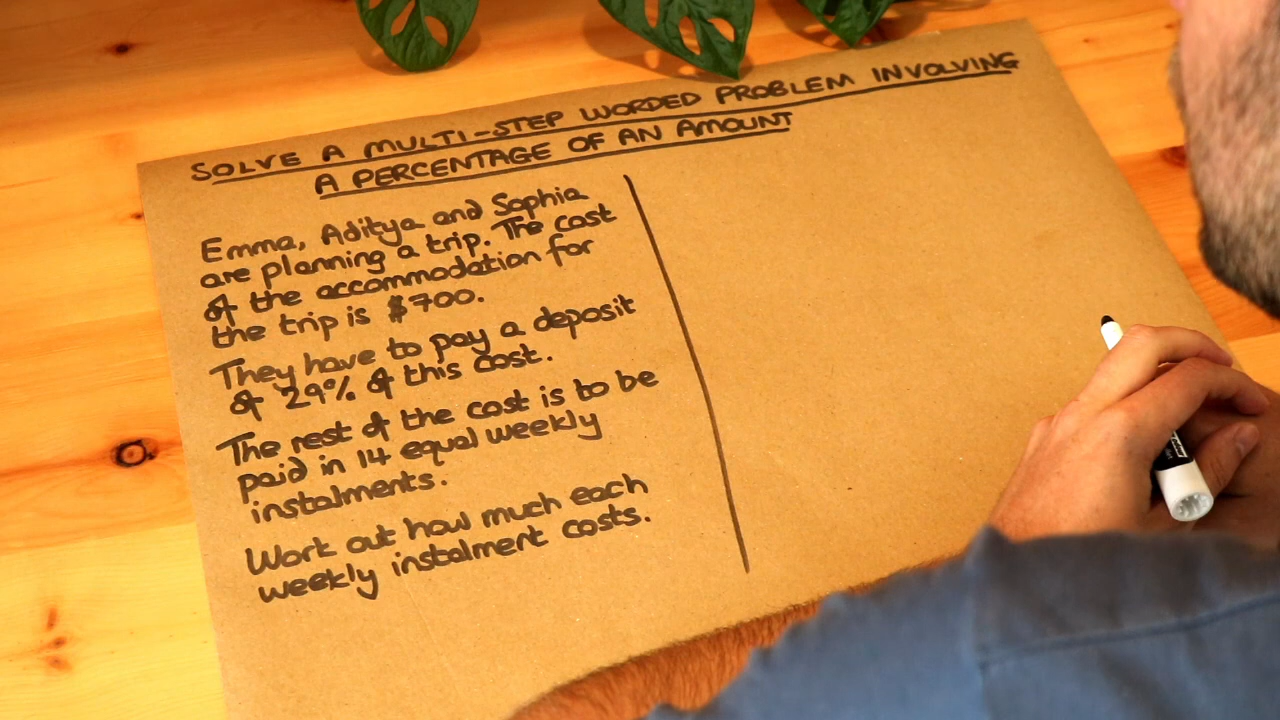 SOLVE A MULTI-STEP WORDED PROBLEM INVOLVING
A PERCENTAGE OF AN AMOUNT
Emma, Aditya and Sophia
are planning a trip. The cost
of the accommodation for
the trip is $700.
They have to pay a deposit
of 29% of this cost.
The rest of the cost is to be
paid in 14 equal weekly
instalments.
Work out how much each
weekly instalment costs.